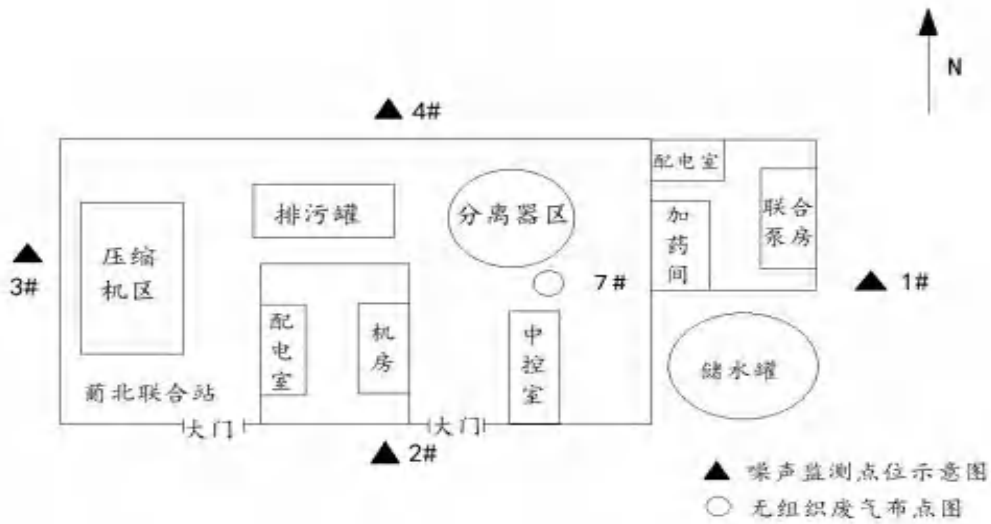 N
4#
配电室
排污罐
分离器区
加药间
联合泵房
压缩机区
3#
7#
1#
配电室
机房
中控室
储水罐
葡北联合站
大门
大门
2#
噪声监测点位示意图
无组织废气布点图